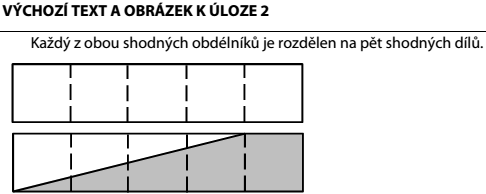 VÝCHOZÍ TEXT A OBRÁZEK K ÚLOZE 2
Každý z obou shodných obdélníků je rozdělen na pět shodných dílů.